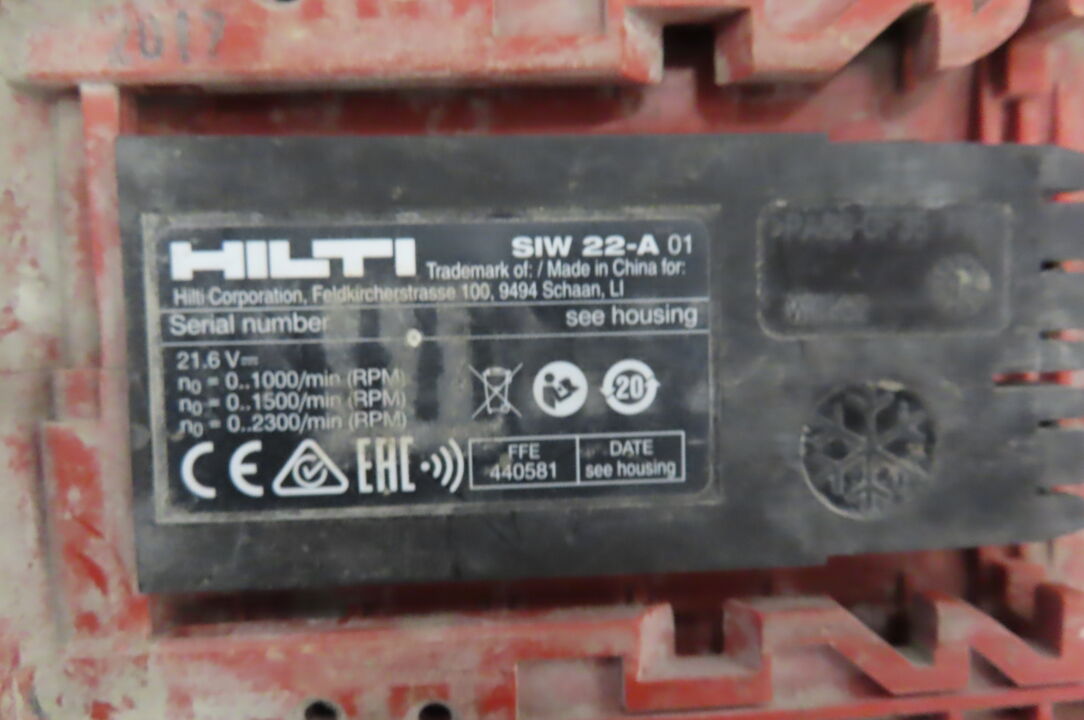 2017
HILTI
SIW 22-A 01
Trademark of: / Made in China for:
Hilti Corporation, Feldkircherstrasse 100, 9494 Schaan, LI
Serial number see housing
21.6 V⎓
n₀ = 0..1000/min (RPM)
n₀ = 0..1500/min (RPM)
n₀ = 0..2300/min (RPM)
20
CE EAC
FFE
440581
DATE
see housing